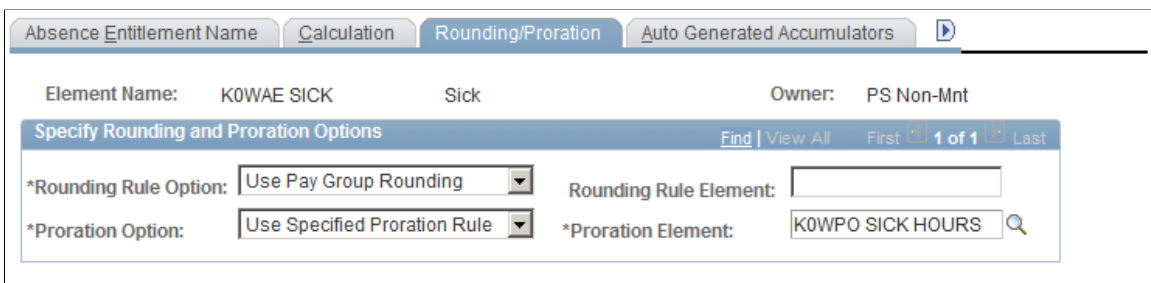 Absence Entitlement Name Calculation Rounding/Proration Auto Generated Accumulators
Element Name: K0WAE SICK Sick Owner: PS Non-Mnt
Specify Rounding and Proration Options Find | View All First 1 of 1 Last
*Rounding Rule Option: Use Pay Group Rounding Rounding Rule Element:
*Proration Option: Use Specified Proration Rule *Proration Element: K0WPO SICK HOURS